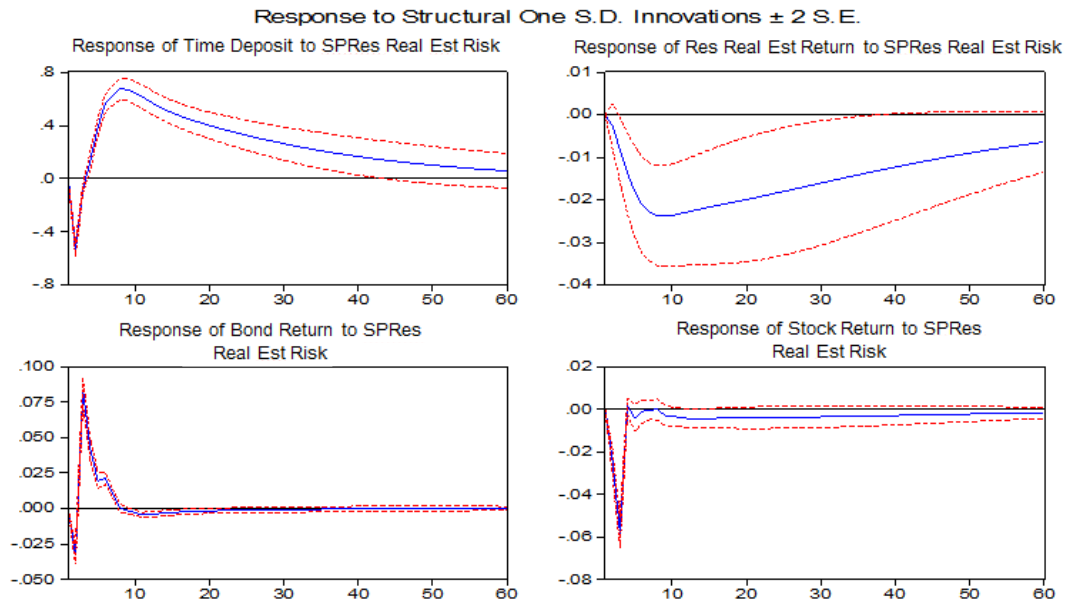 Response to Structural One S.D. Innovations ± 2 S.E.
Response of Time Deposit to SPRes Real Est Risk
.8
.4
.0
-.4
-.8
10 20 30 40 50 60
Response of Res Real Est Return to SPRes Real Est Risk
.01
.00
-.01
-.02
-.03
-.04
10 20 30 40 50 60
Response of Bond Return to SPRes
Real Est Risk
.100
.075
.050
.025
.000
-.025
-.050
10 20 30 40 50 60
Response of Stock Return to SPRes
Real Est Risk
.02
.00
-.02
-.04
-.06
-.08
10 20 30 40 50 60